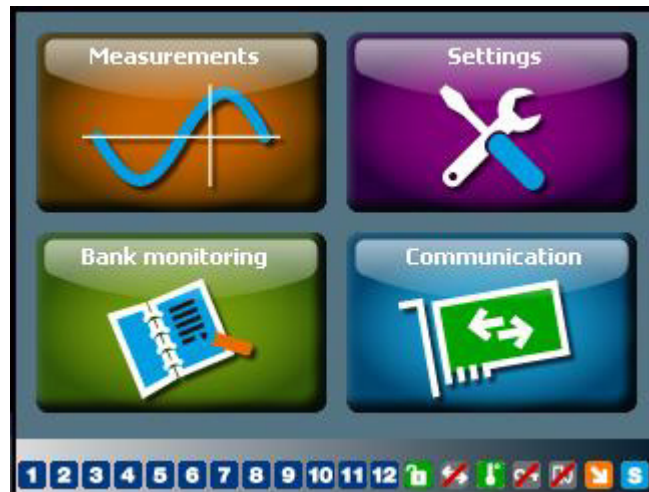 Measurements
Settings
Bank monitoring
Communication
1 2 3 4 5 6 7 8 9 10 11 12 S